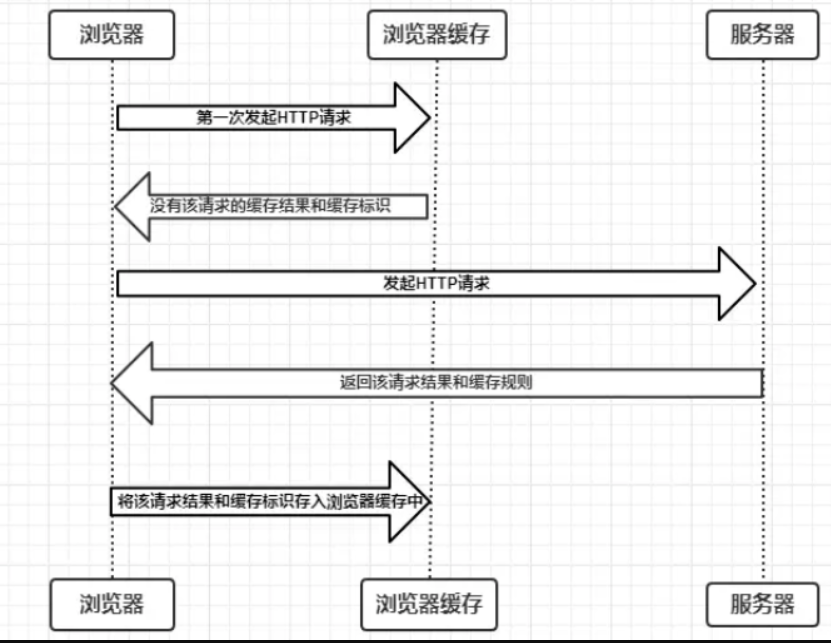 浏览器
浏览器缓存
服务器
第一次发起HTTP请求
没有该请求的缓存结果和缓存标识
发起HTTP请求
返回该请求结果和缓存规则
将该请求结果和缓存标识存入浏览器缓存中
浏览器
浏览器缓存
服务器